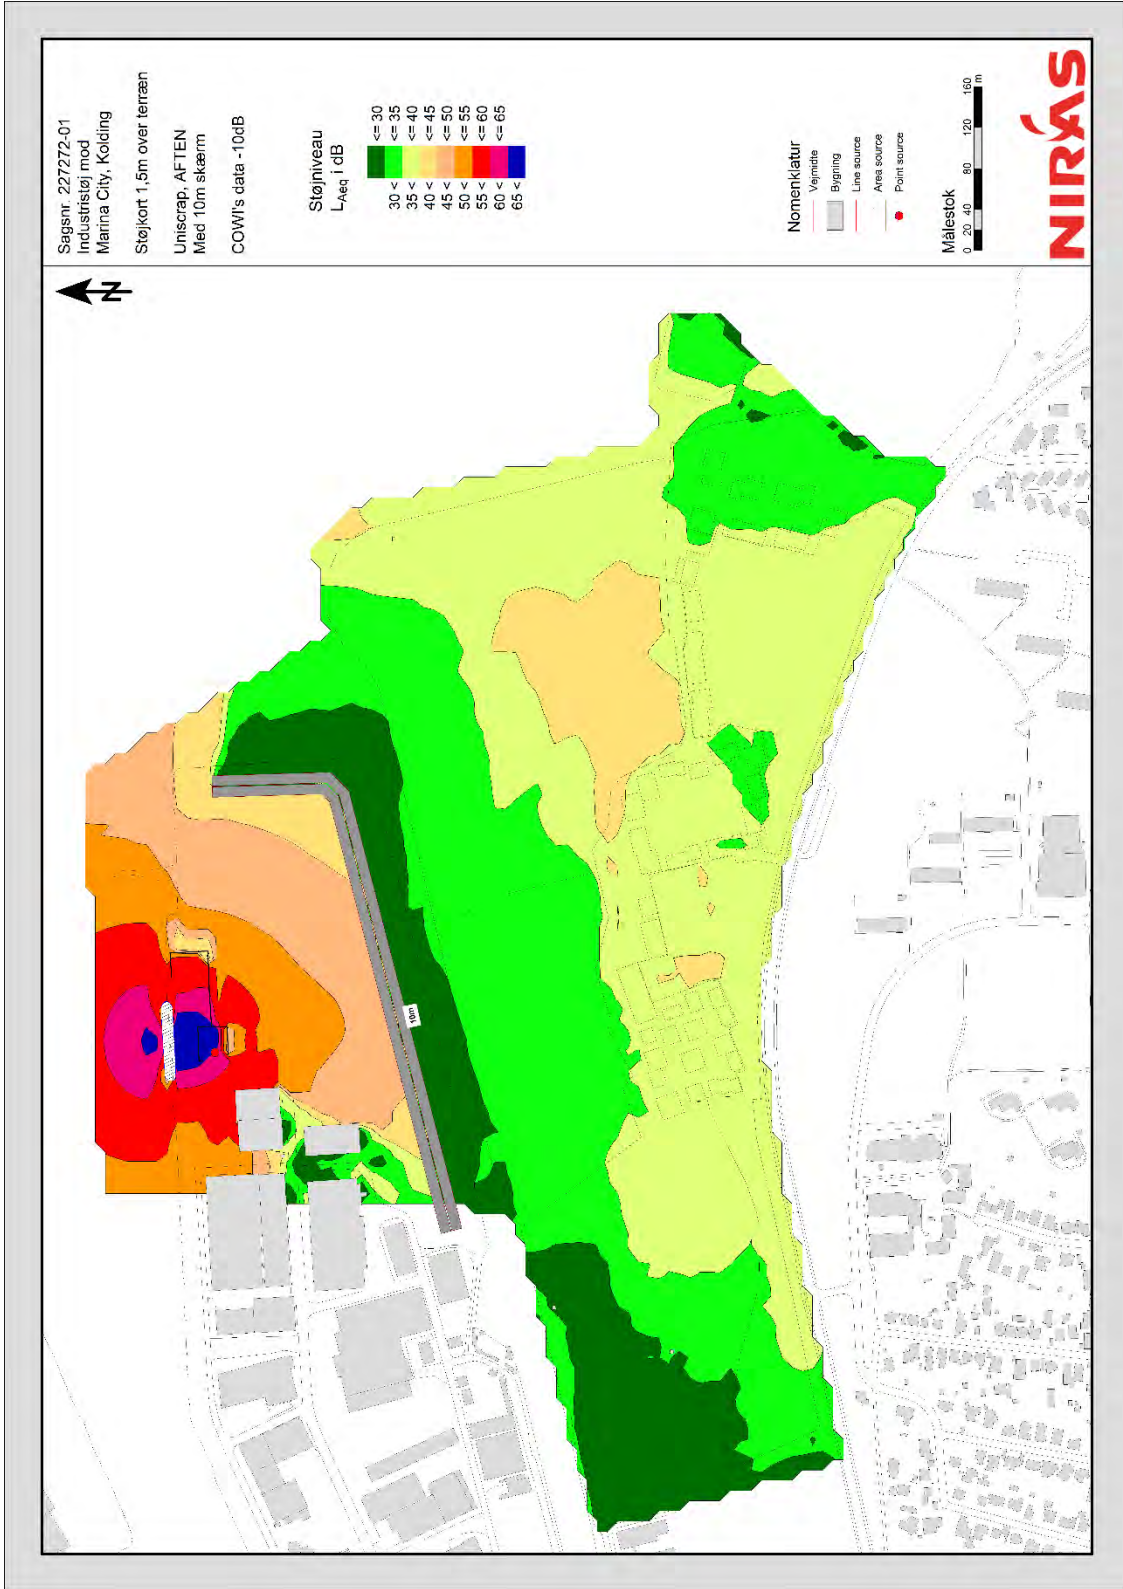 Sagsnr. 227272-01
Industristøj mod
Marina City, Kolding
Støjkort 1,5m over terræn
Uniscrap, AFTEN
Med 10m skærm
COWI's data -10dB
Støjniveau
LAeq i dB
<= 30
30 < <= 35
35 < <= 40
40 < <= 45
45 < <= 50
50 < <= 55
55 < <= 60
60 < <= 65
65 <
Nomenklatur
Vejmidte
Bygning
Line source
Area source
Point source
Målestok
0 20 40 80 120 160
m
NIRAS
N
10m